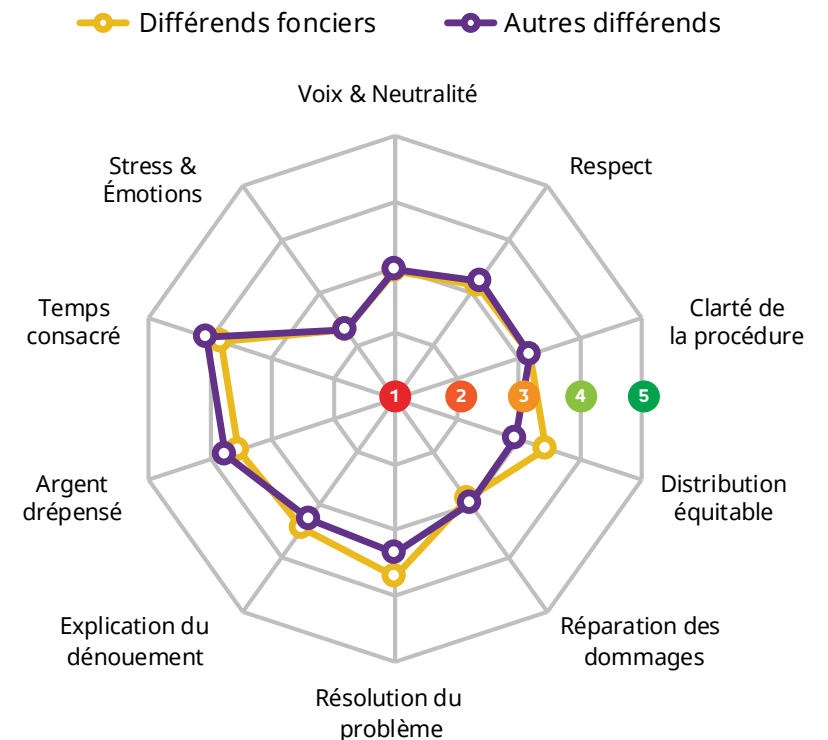 Différends fonciers
Autres différends
Voix & Neutralité
Stress &
Émotions
Respect
Temps
consacré
Clarté de
la procédure
1
2
3
4
5
Argent
drépensé
Distribution
équitable
Explication du
dénouement
Réparation des
dommages
Résolution du
problème